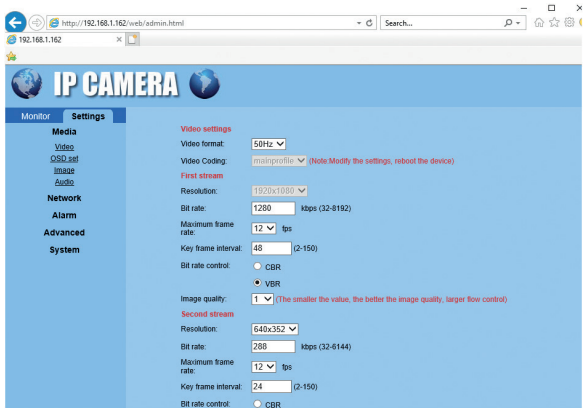 http://192.168.1.162/web/admin.html
Search...
192.168.1.162
IP CAMERA
Monitor Settings
Media
Video
OSD set
Image
Audio
Network
Alarm
Advanced
System
Video settings
Video format: 50Hz
Video Coding: mainprofile (Note:Modify the settings, reboot the device)
First stream
Resolution: 1920x1080
Bit rate: 1280 kbps (32-8192)
Maximum frame rate: 12 fps
Key frame interval: 48 (2-150)
Bit rate control: CBR
VBR
Image quality: 1 (The smaller the value, the better the image quality, larger flow control)
Second stream
Resolution: 640x352
Bit rate: 288 kbps (32-6144)
Maximum frame rate: 12 fps
Key frame interval: 24 (2-150)
Bit rate control: CBR